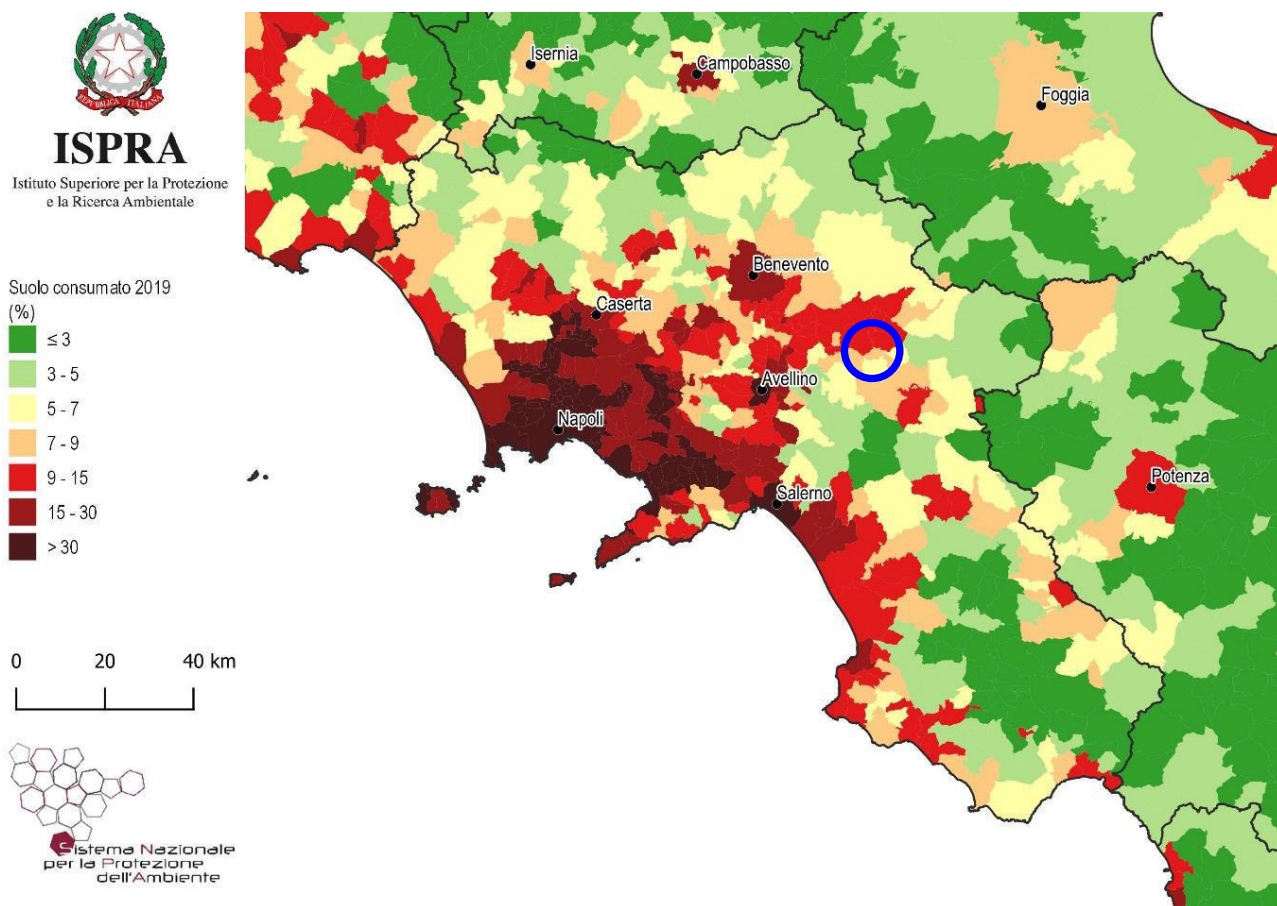 REPVBBLICA ITALIANA
ISPRA
Istituto Superiore per la Protezione
e la Ricerca Ambientale
Suolo consumato 2019
(%)
≤ 3
3 - 5
5 - 7
7 - 9
9 - 15
15 - 30
> 30
0 20 40 km
Sistema Nazionale
per la Protezione
dell'Ambiente
Isernia
Campobasso
Foggia
Benevento
Caserta
Avellino
Napoli
Salerno
Potenza